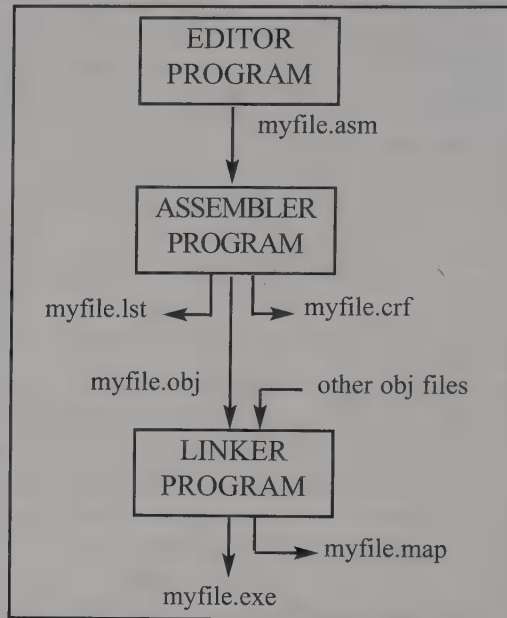 EDITOR
PROGRAM
myfile.asm
ASSEMBLER
PROGRAM
myfile.lst
myfile.crf
myfile.obj
other obj files
LINKER
PROGRAM
myfile.map
myfile.exe